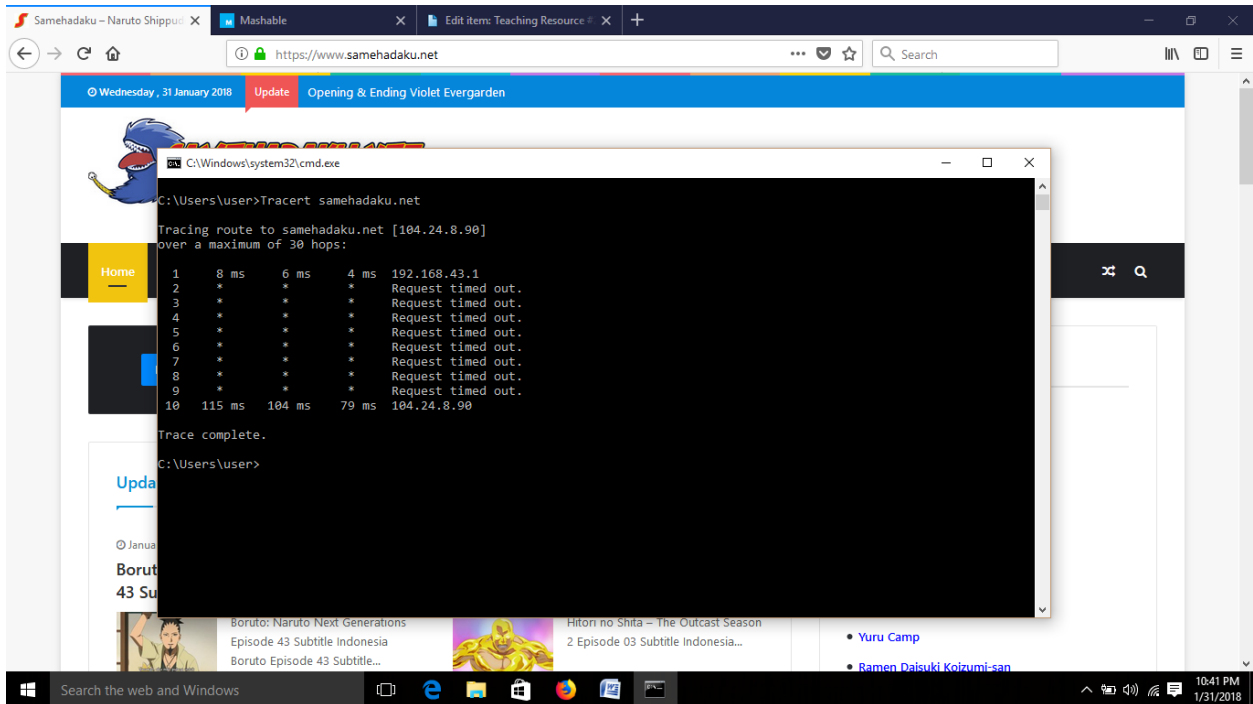 Samehadaku – Naruto Shippud
Mashable
Edit item: Teaching Resource #
https://www.samehadaku.net
Search
Wednesday , 31 January 2018
Update
Opening & Ending Violet Evergarden
C:\Windows\system32\cmd.exe
C:\Users\user>Tracert samehadaku.net
Tracing route to samehadaku.net [104.24.8.90]
over a maximum of 30 hops:
1 8 ms 6 ms 4 ms 192.168.43.1
2 * * * Request timed out.
3 * * * Request timed out.
4 * * * Request timed out.
5 * * * Request timed out.
6 * * * Request timed out.
7 * * * Request timed out.
8 * * * Request timed out.
9 * * * Request timed out.
10 115 ms 104 ms 79 ms 104.24.8.90
Trace complete.
C:\Users\user>
Home
Upda
Janua
Borut
43 Su
Boruto: Naruto Next Generations
Episode 43 Subtitle Indonesia
Boruto Episode 43 Subtitle...
Hitori no Shita – The Outcast Season
2 Episode 03 Subtitle Indonesia...
• Yuru Camp
• Ramen Daisuki Koizumi-san
Search the web and Windows
10:41 PM
1/31/2018